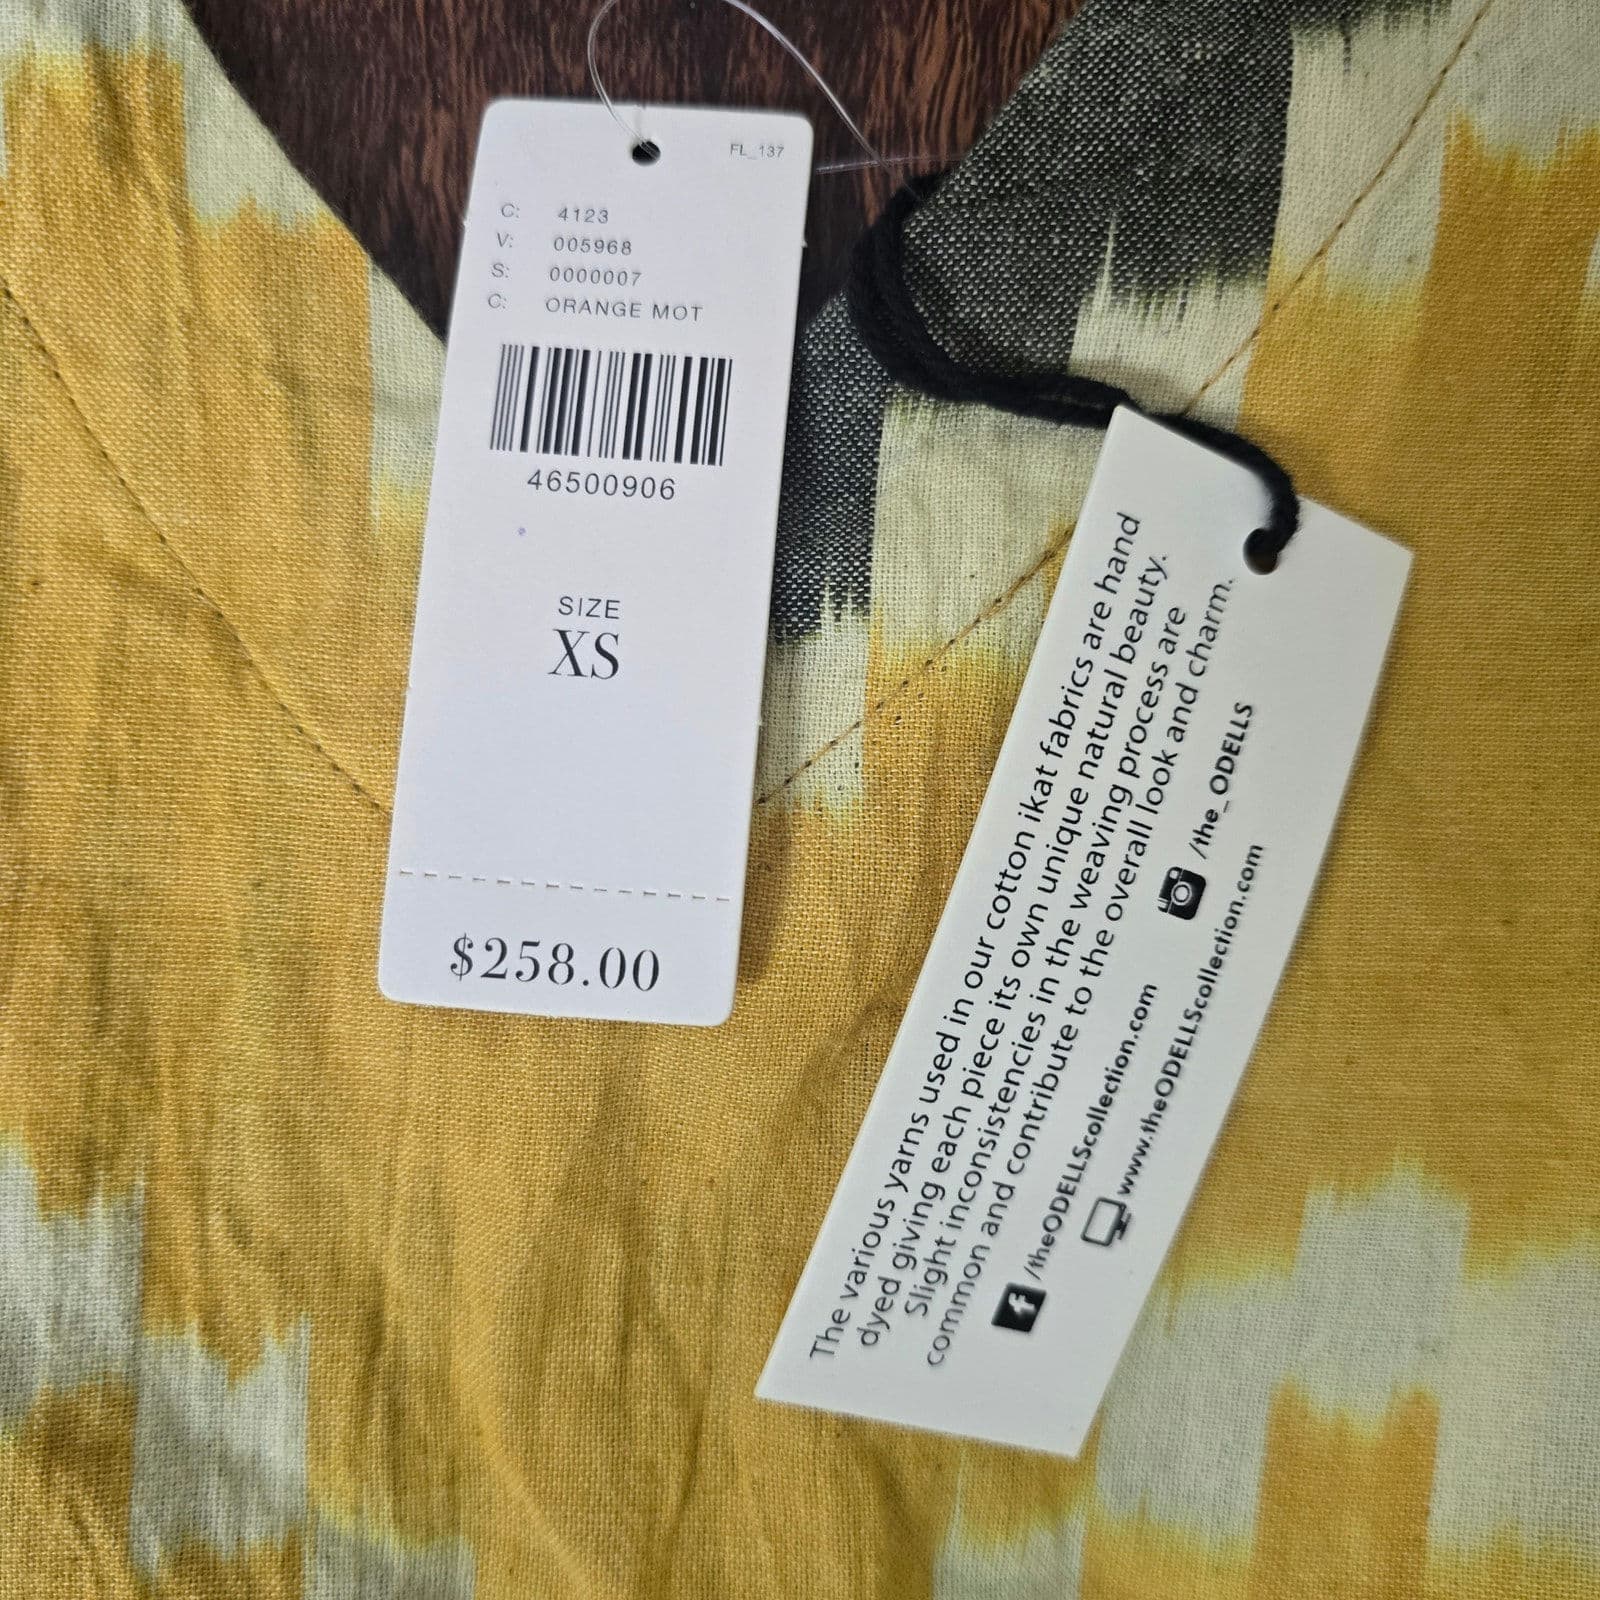 FL_137
C: 4123
V: 005968
S: 0000007
C: ORANGE MOT
46500906
SIZE
XS
$258.00
The various yarns used in our cotton ikat fabrics are hand
dyed giving each piece its own unique natural beauty.
Slight inconsistencies in the weaving process are
common and contribute to the overall look and charm.
f /theODELLScollection.com
/the_ODELLS
www.theODELLScollection.com